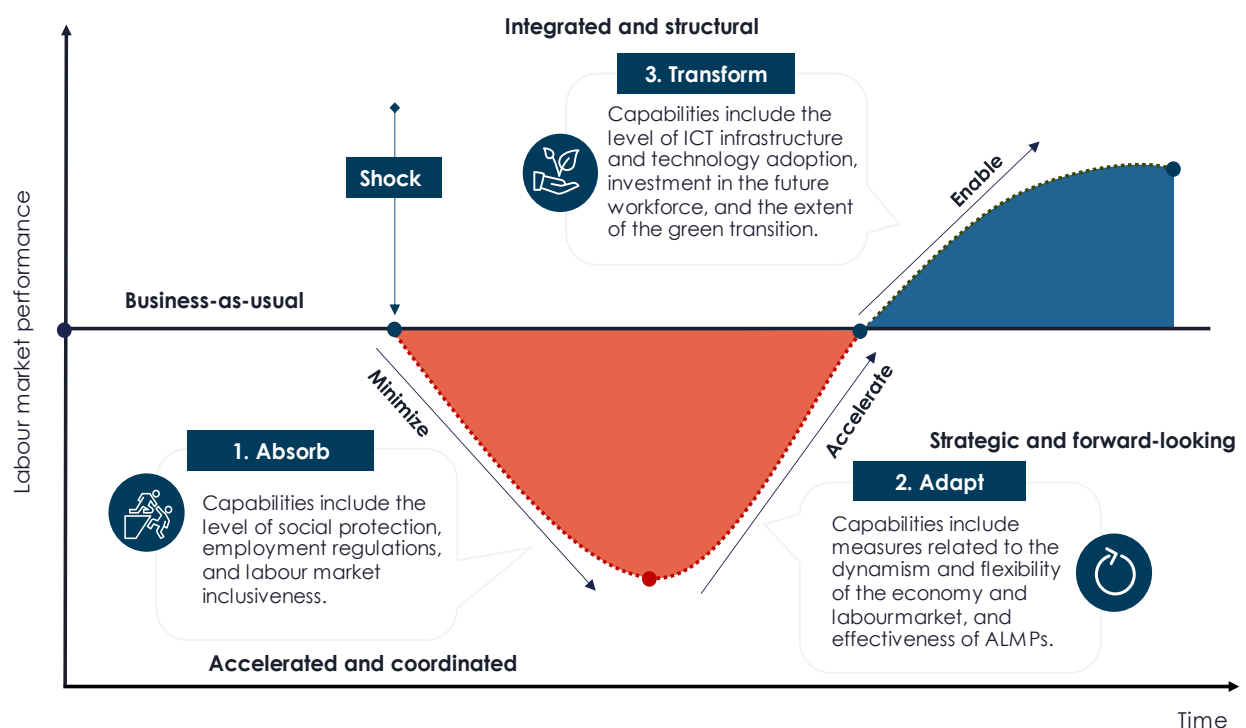 Integrated and structural
3. Transform
Capabilities include the
level of ICT infrastructure
and technology adoption,
investment in the future
workforce, and the extent
of the green transition.
Shock
Enable
Labour market performance
Business-as-usual
Minimize
Accelerate
Strategic and forward-looking
1. Absorb
Capabilities include the
level of social protection,
employment regulations,
and labour market
inclusiveness.
2. Adapt
Capabilities include
measures related to the
dynamism and flexibility
of the economy and
labourmarket, and
effectiveness of ALMPs.
Accelerated and coordinated
Time